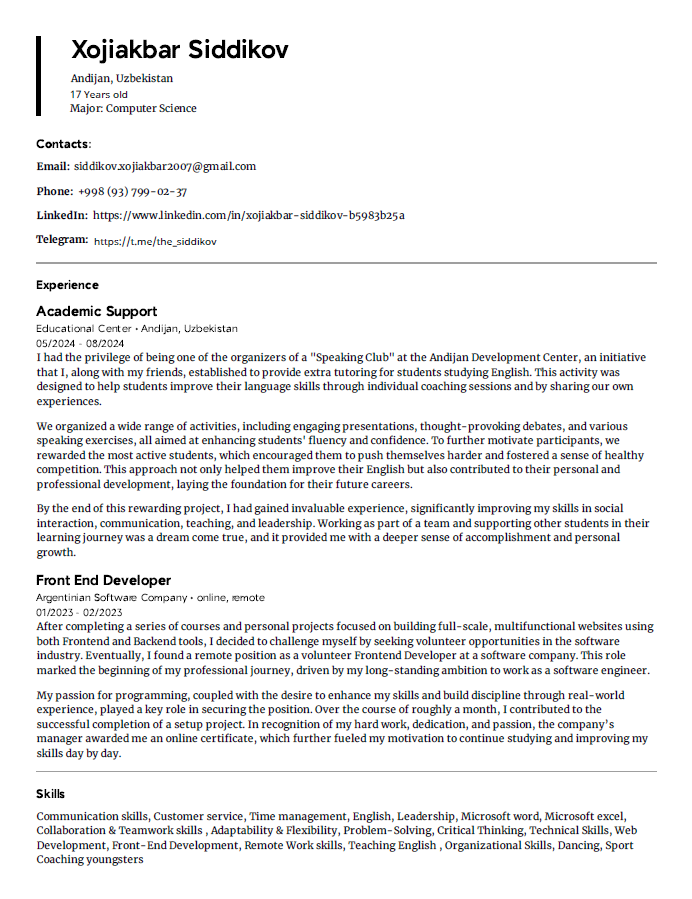 Xojiakbar Siddikov
Andijan, Uzbekistan
17 Years old
Major: Computer Science
Contacts:
Email: siddikov.xojiakbar2007@gmail.com
Phone: +998 (93) 799-02-37
LinkedIn: https://www.linkedin.com/in/xojiakbar-siddikov-b5983b25a
Telegram: https://t.me/the_siddikov
Experience
Academic Support
Educational Center • Andijan, Uzbekistan
05/2024 - 08/2024
I had the privilege of being one of the organizers of a "Speaking Club" at the Andijan Development Center, an initiative
that I, along with my friends, established to provide extra tutoring for students studying English. This activity was
designed to help students improve their language skills through individual coaching sessions and by sharing our own
experiences.
We organized a wide range of activities, including engaging presentations, thought-provoking debates, and various
speaking exercises, all aimed at enhancing students' fluency and confidence. To further motivate participants, we
rewarded the most active students, which encouraged them to push themselves harder and fostered a sense of healthy
competition. This approach not only helped them improve their English but also contributed to their personal and
professional development, laying the foundation for their future careers.
By the end of this rewarding project, I had gained invaluable experience, significantly improving my skills in social
interaction, communication, teaching, and leadership. Working as part of a team and supporting other students in their
learning journey was a dream come true, and it provided me with a deeper sense of accomplishment and personal
growth.
Front End Developer
Argentinian Software Company • online, remote
01/2023 - 02/2023
After completing a series of courses and personal projects focused on building full-scale, multifunctional websites using
both Frontend and Backend tools, I decided to challenge myself by seeking volunteer opportunities in the software
industry. Eventually, I found a remote position as a volunteer Frontend Developer at a software company. This role
marked the beginning of my professional journey, driven by my long-standing ambition to work as a software engineer.
My passion for programming, coupled with the desire to enhance my skills and build discipline through real-world
experience, played a key role in securing the position. Over the course of roughly a month, I contributed to the
successful completion of a setup project. In recognition of my hard work, dedication, and passion, the company's
manager awarded me an online certificate, which further fueled my motivation to continue studying and improving my
skills day by day.
Skills
Communication skills, Customer service, Time management, English, Leadership, Microsoft word, Microsoft excel,
Collaboration & Teamwork skills , Adaptability & Flexibility, Problem-Solving, Critical Thinking, Technical Skills, Web
Development, Front-End Development, Remote Work skills, Teaching English , Organizational Skills, Dancing, Sport
Coaching youngsters